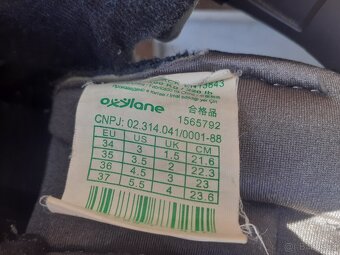 oxylane
合格品
1565792
CNPJ: 02.314.041/0001-88
EU US UK CM
34 3 1.5 21.6
35 3.5 2 22.3
36 4.5 3 23
37 5.5 4 23.6